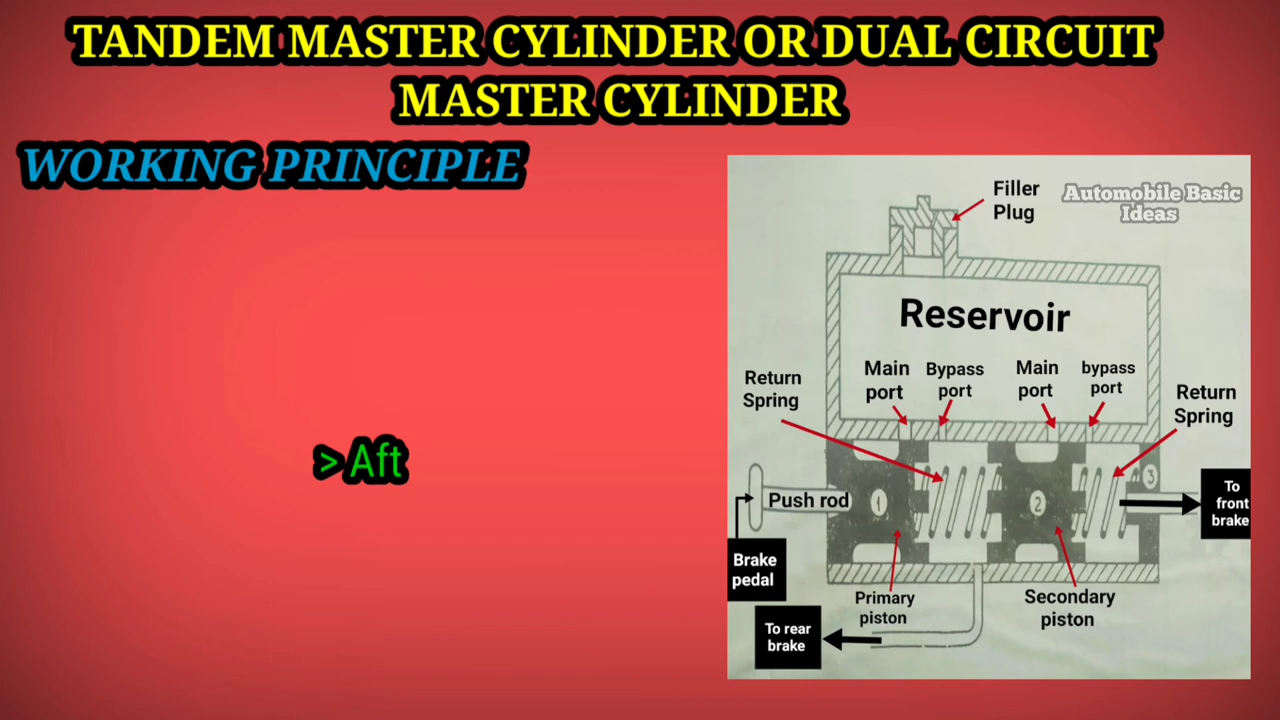 TANDEM MASTER CYLINDER OR DUAL CIRCUIT
MASTER CYLINDER
WORKING PRINCIPLE
> Aft
Filler
Plug
Automobile Basic
Ideas
Reservoir
Main
port
Bypass
port
Main
port
bypass
port
Return
Spring
Return
Spring
Push rod
1
2
3
To
front
brake
Brake
pedal
Primary
piston
Secondary
piston
To rear
brake